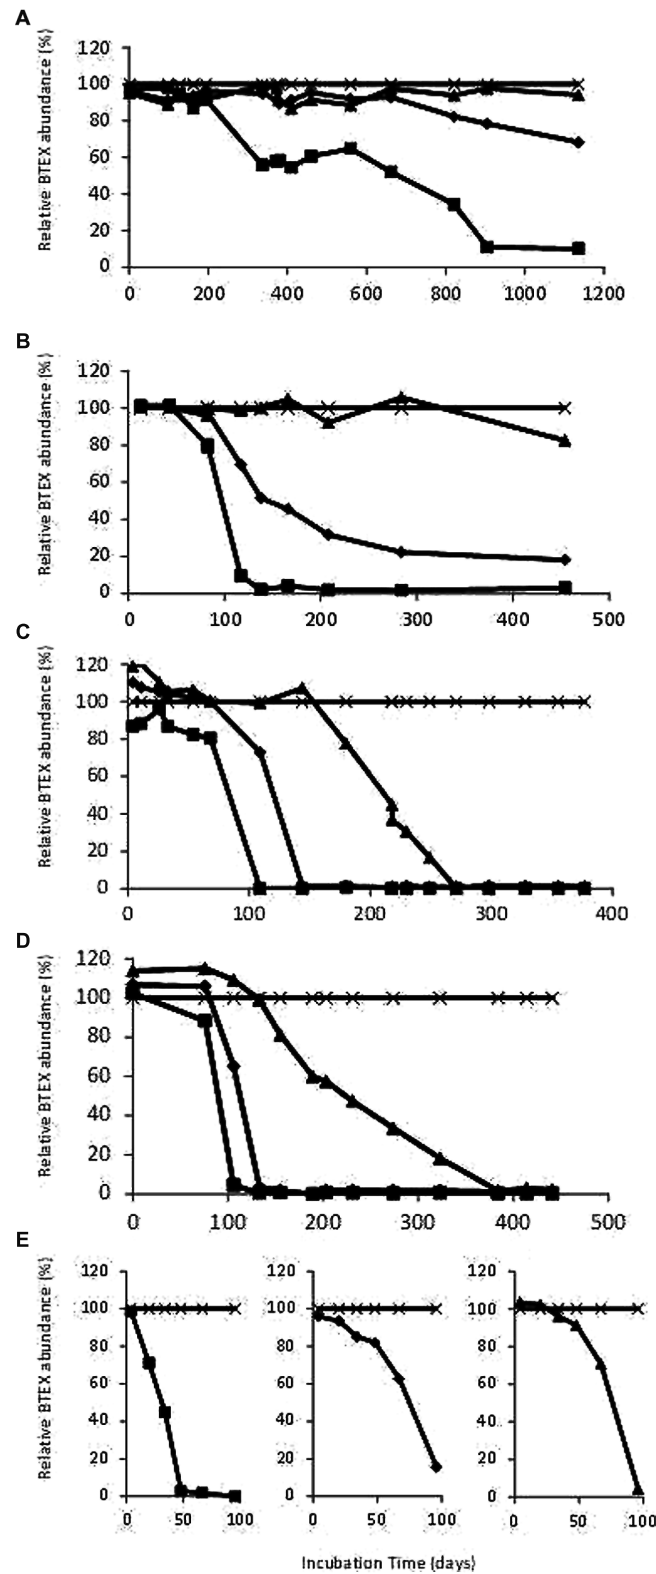 A
Relative BTEX abundance (%)
120
100
80
60
40
20
0
0 200 400 600 800 1000 1200
B
Relative BTEX abundance (%)
120
100
80
60
40
20
0
0 100 200 300 400 500
C
Relative BTEX abundance (%)
120
100
80
60
40
20
0
0 100 200 300 400
D
Relative BTEX abundance (%)
120
100
80
60
40
20
0
0 100 200 300 400 500
E
Relative BTEX abundance (%)
120 120 120
100 100 100
80 80 80
60 60 60
40 40 40
20 20 20
0 0 0
0 50 100 0 50 100 0 50 100
Incubation Time (days)